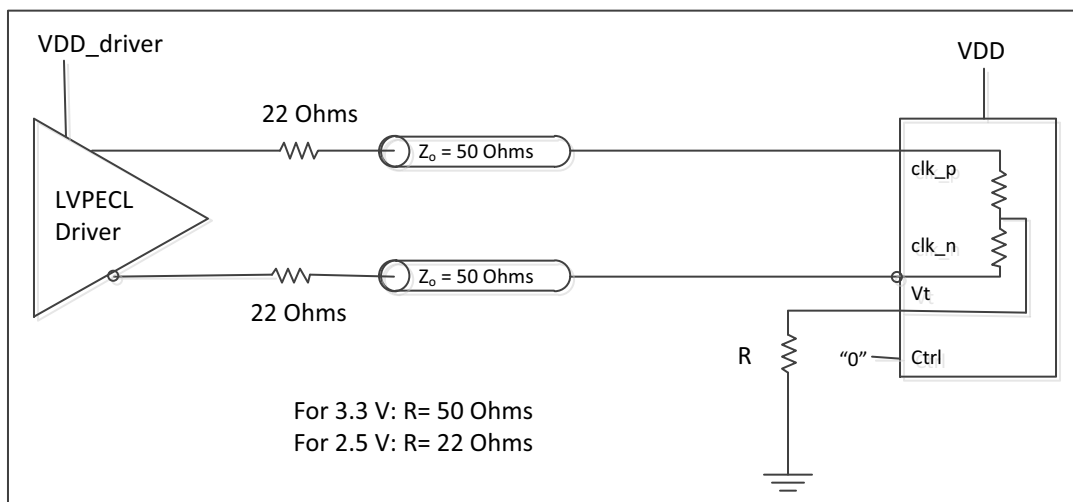 VDD_driver
VDD
22 Ohms
Zo = 50 Ohms
LVPECL
Driver
clk_p
clk_n
Zo = 50 Ohms
22 Ohms
Vt
R
“0”
Ctrl
For 3.3 V: R= 50 Ohms
For 2.5 V: R= 22 Ohms